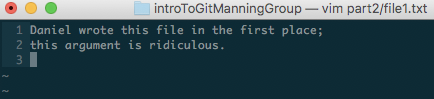 introToGitManningGroup — vim part2/file1.txt
1 Daniel wrote this file in the first place;
2 this argument is ridiculous.
3
~
~